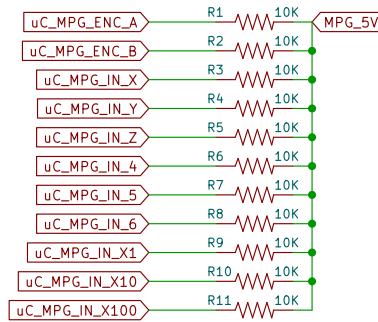 uC_MPG_ENC_A R1 10K MPG_5V
uC_MPG_ENC_B R2 10K
uC_MPG_IN_X R3 10K
uC_MPG_IN_Y R4 10K
uC_MPG_IN_Z R5 10K
uC_MPG_IN_4 R6 10K
uC_MPG_IN_5 R7 10K
uC_MPG_IN_6 R8 10K
uC_MPG_IN_X1 R9 10K
uC_MPG_IN_X10 R10 10K
uC_MPG_IN_X100 R11 10K